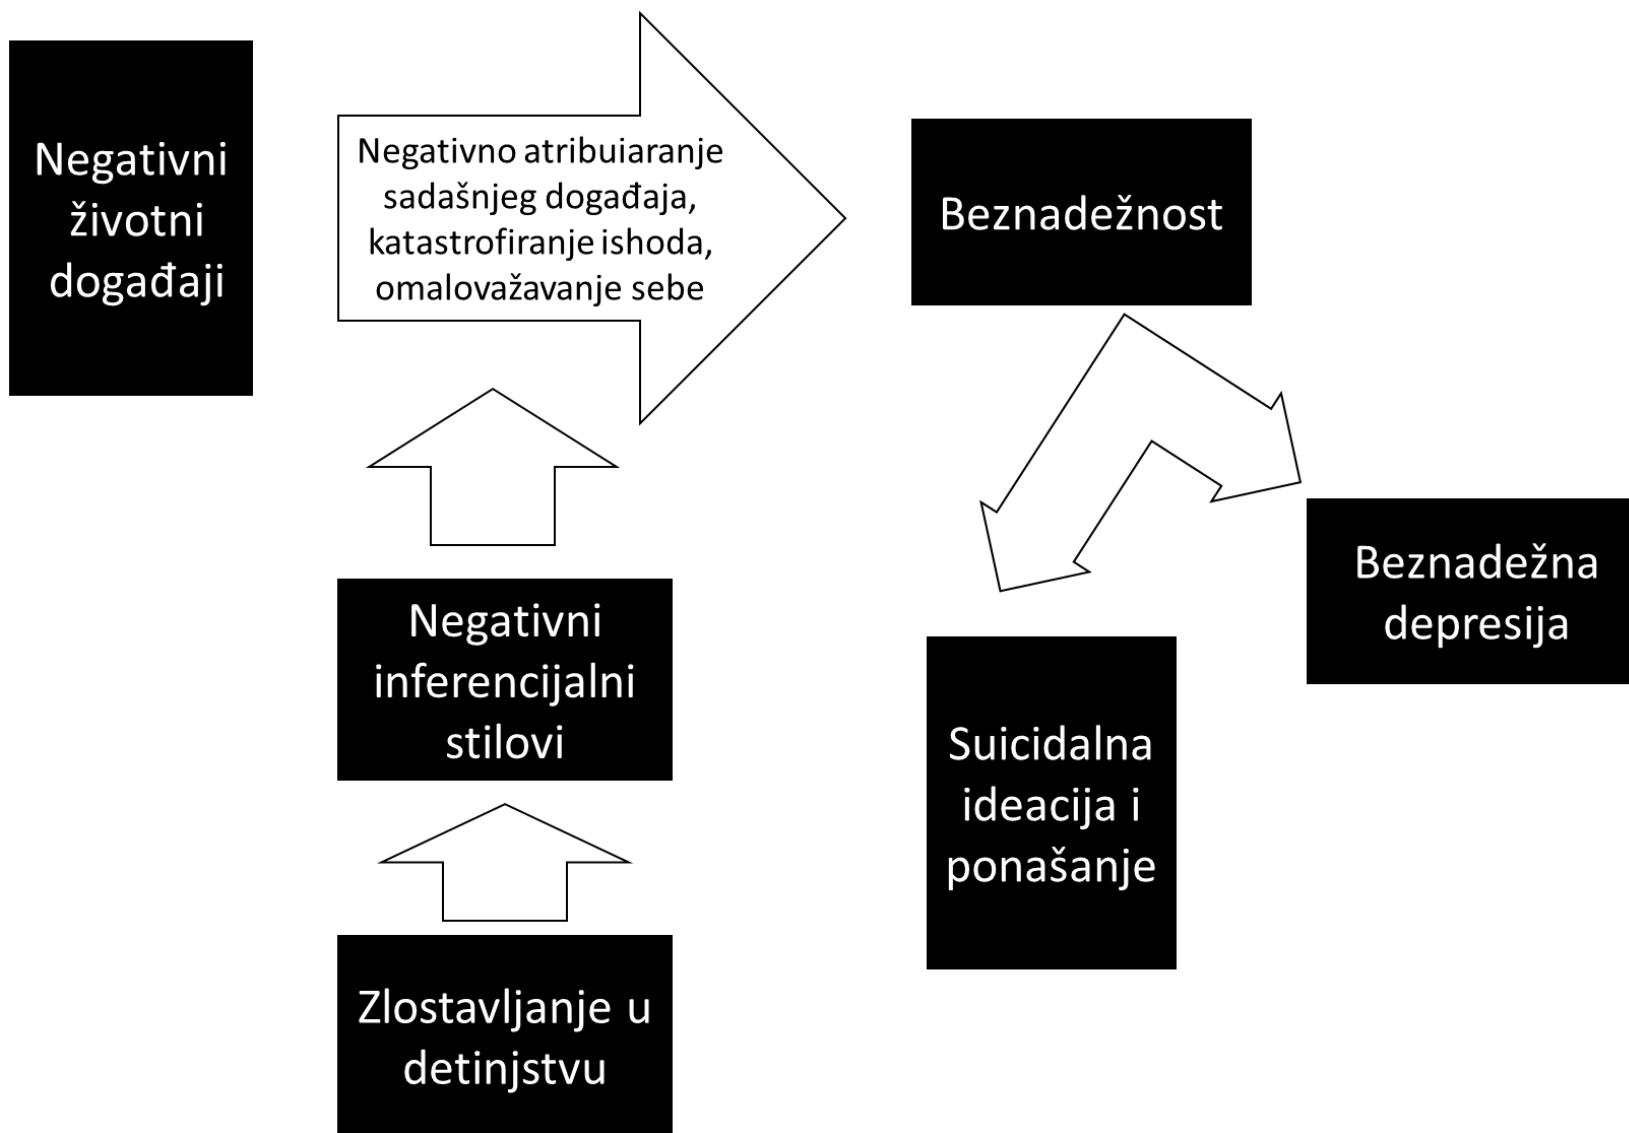 Negativni
životni
događaji
Negativno atribuiaranje
sadašnjeg događaja,
katastrofiranje ishoda,
omalovažavanje sebe
Beznadežnost
Negativni
inferencijalni
stilovi
Zlostavljanje u
detinjstvu
Suicidalna
ideacija i
ponašanje
Beznadežna
depresija